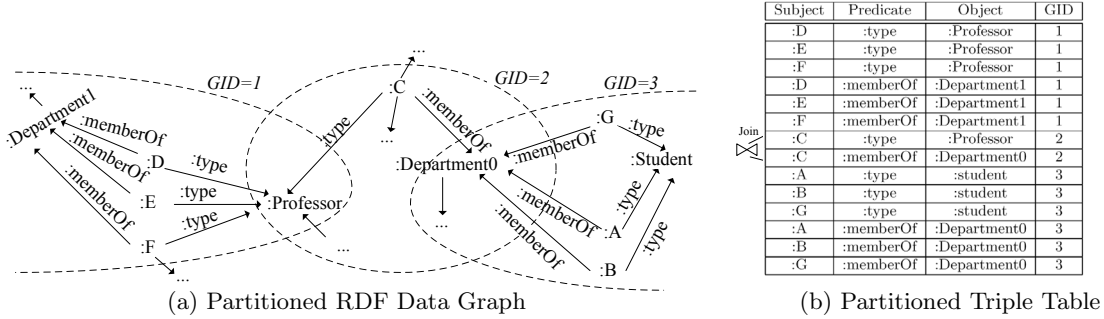 GID=1
GID=2
GID=3
...
...
:C
:Department1
:memberOf
:memberOf
:memberOf
:D
:type
:E
:type
:F
:type
...
:Professor
...
:type
:memberOf
...
:Department0
...
:G
:type
:memberOf
:Student
:memberOf
:A
:type
:memberOf
:B
:type
(a) Partitioned RDF Data Graph
Join
Subject Predicate Object GID
:D :type :Professor 1
:E :type :Professor 1
:F :type :Professor 1
:D :memberOf :Department1 1
:E :memberOf :Department1 1
:F :memberOf :Department1 1
:C :type :Professor 2
:C :memberOf :Department0 2
:A :type :student 3
:B :type :student 3
:G :type :student 3
:A :memberOf :Department0 3
:B :memberOf :Department0 3
:G :memberOf :Department0 3
(b) Partitioned Triple Table